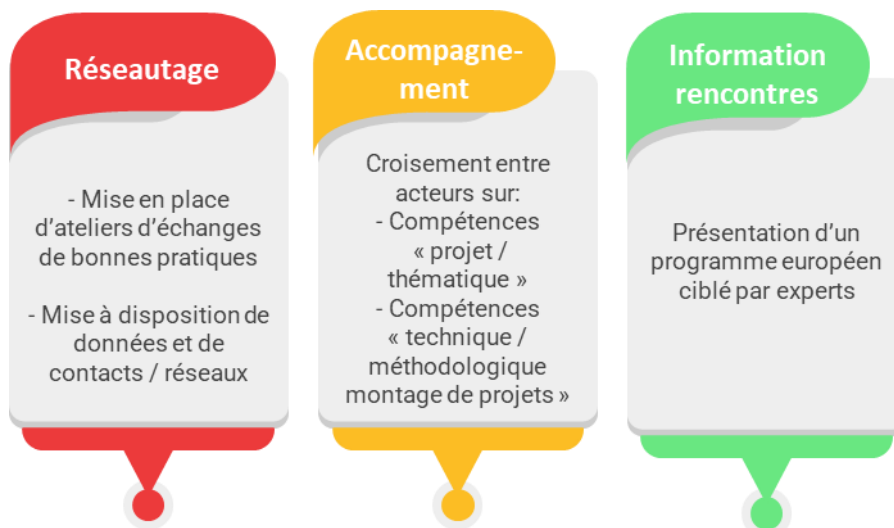 Réseautage
- Mise en place
d'ateliers d'échanges
de bonnes pratiques
- Mise à disposition de
données et de
contacts / réseaux
Accompagne-
ment
Croisement entre
acteurs sur:
- Compétences
« projet /
thématique »
- Compétences
« technique /
méthodologique
montage de projets »
Information
rencontres
Présentation d'un
programme européen
ciblé par experts